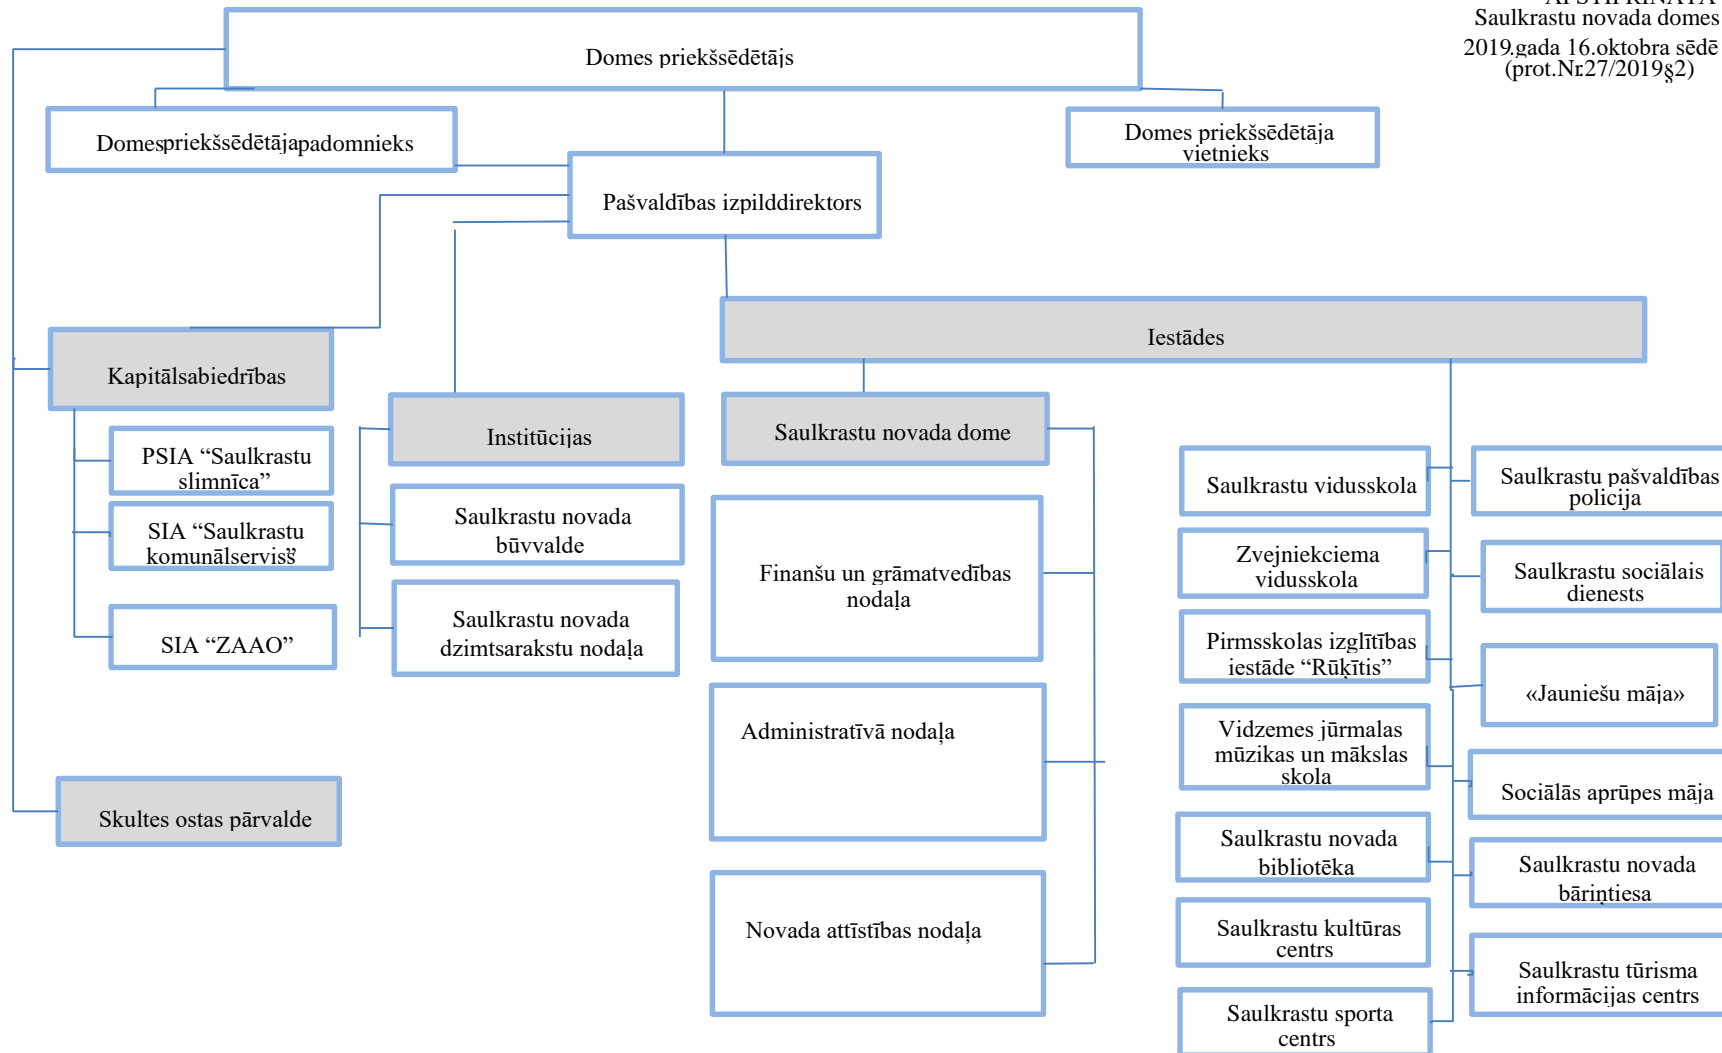 APSTIPRINĀTA
Saulkrastu novada domes
2019.gada 16.oktobra sēdē
(prot.Nr.27/2019§2)
Domes priekšsēdētājs
Domes priekšsēdētāja padomnieks
Domes priekšsēdētāja
vietnieks
Pašvaldības izpilddirektors
Kapitālsabiedrības
PSIA “Saulkrastu
slimnīca”
SIA “Saulkrastu
komunālserviss”
SIA “ZAAO”
Skultes ostas pārvalde
Institūcijas
Saulkrastu novada
būvvalde
Saulkrastu novada
dzimtsarakstu nodaļa
Iestādes
Saulkrastu novada dome
Finanšu un grāmatvedības
nodaļa
Administratīvā nodaļa
Novada attīstības nodaļa
Saulkrastu vidusskola
Zvejniekciema
vidusskola
Pirmsskolas izglītības
iestāde “Rūķītis”
Vidzemes jūrmalas
mūzikas un mākslas
skola
Saulkrastu novada
bibliotēka
Saulkrastu kultūras
centrs
Saulkrastu sporta
centrs
Saulkrastu pašvaldības
policija
Saulkrastu sociālais
dienests
«Jauniešu māja»
Sociālās aprūpes māja
Saulkrastu novada
bāriņtiesa
Saulkrastu tūrisma
informācijas centrs